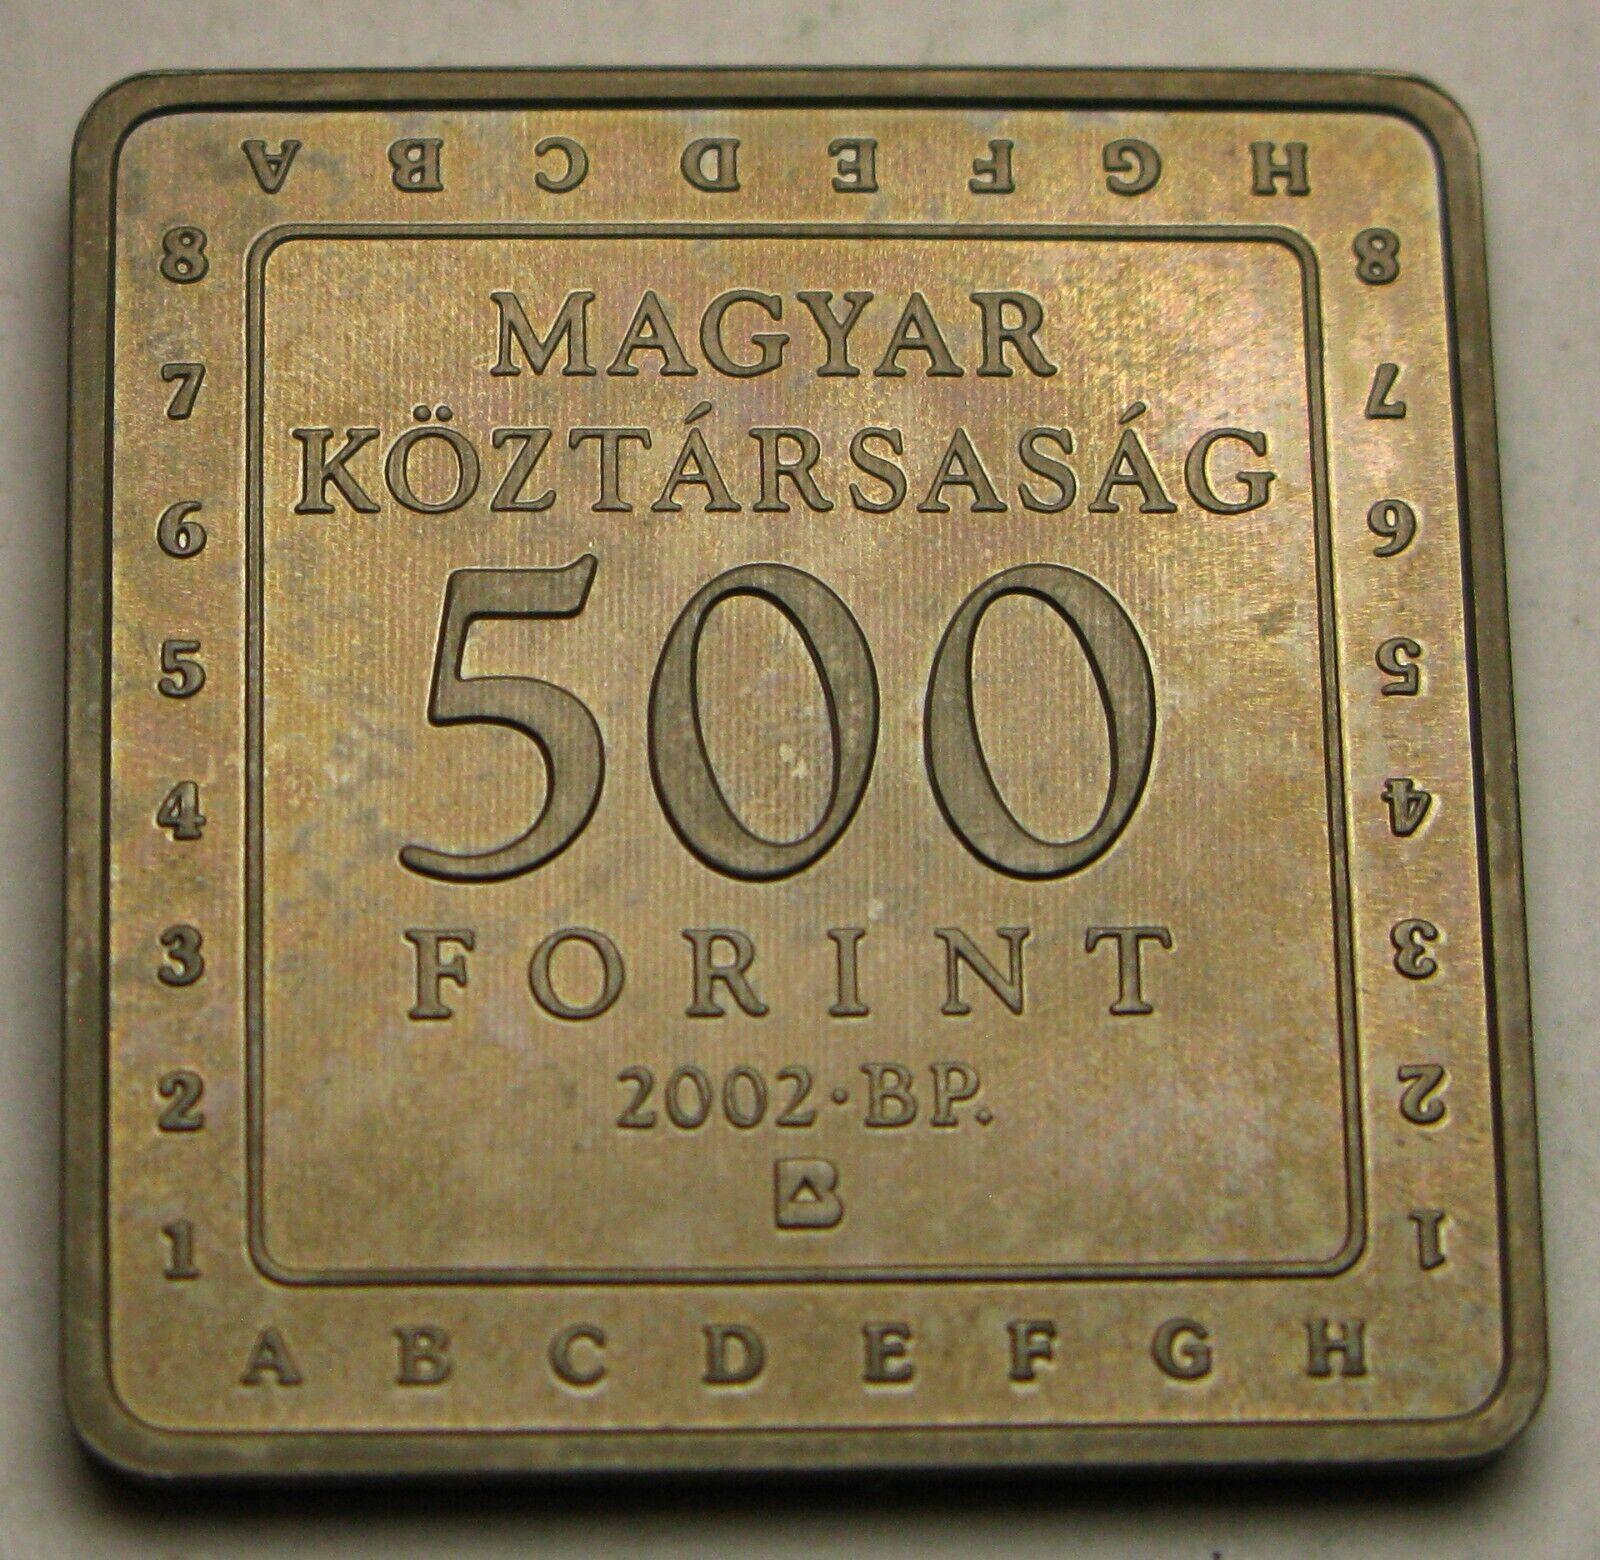 A B C D E F G H
8 8
MAGYAR
7 7
KÖZTÁRSASÁG
6 6
500
5 5
4 4
FORINT
3 3
2002·BP.
2 2
B
1 1
A B C D E F G H